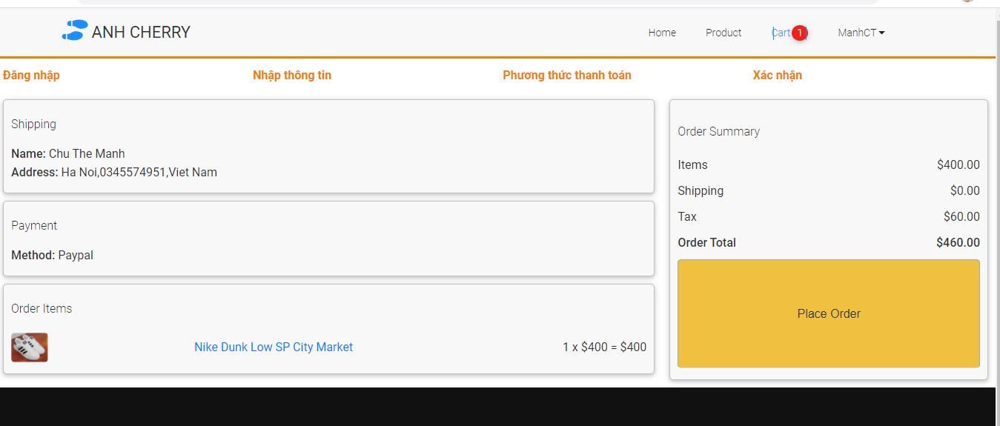 ANH CHERRY
Home Product Cart 1 ManhCT
Đăng nhập Nhập thông tin Phương thức thanh toán Xác nhận
Shipping
Name: Chu The Manh
Address: Ha Noi,0345574951,Viet Nam
Payment
Method: Paypal
Order Items
Nike Dunk Low SP City Market 1 x $400 = $400
Order Summary
Items $400.00
Shipping $0.00
Tax $60.00
Order Total $460.00
Place Order